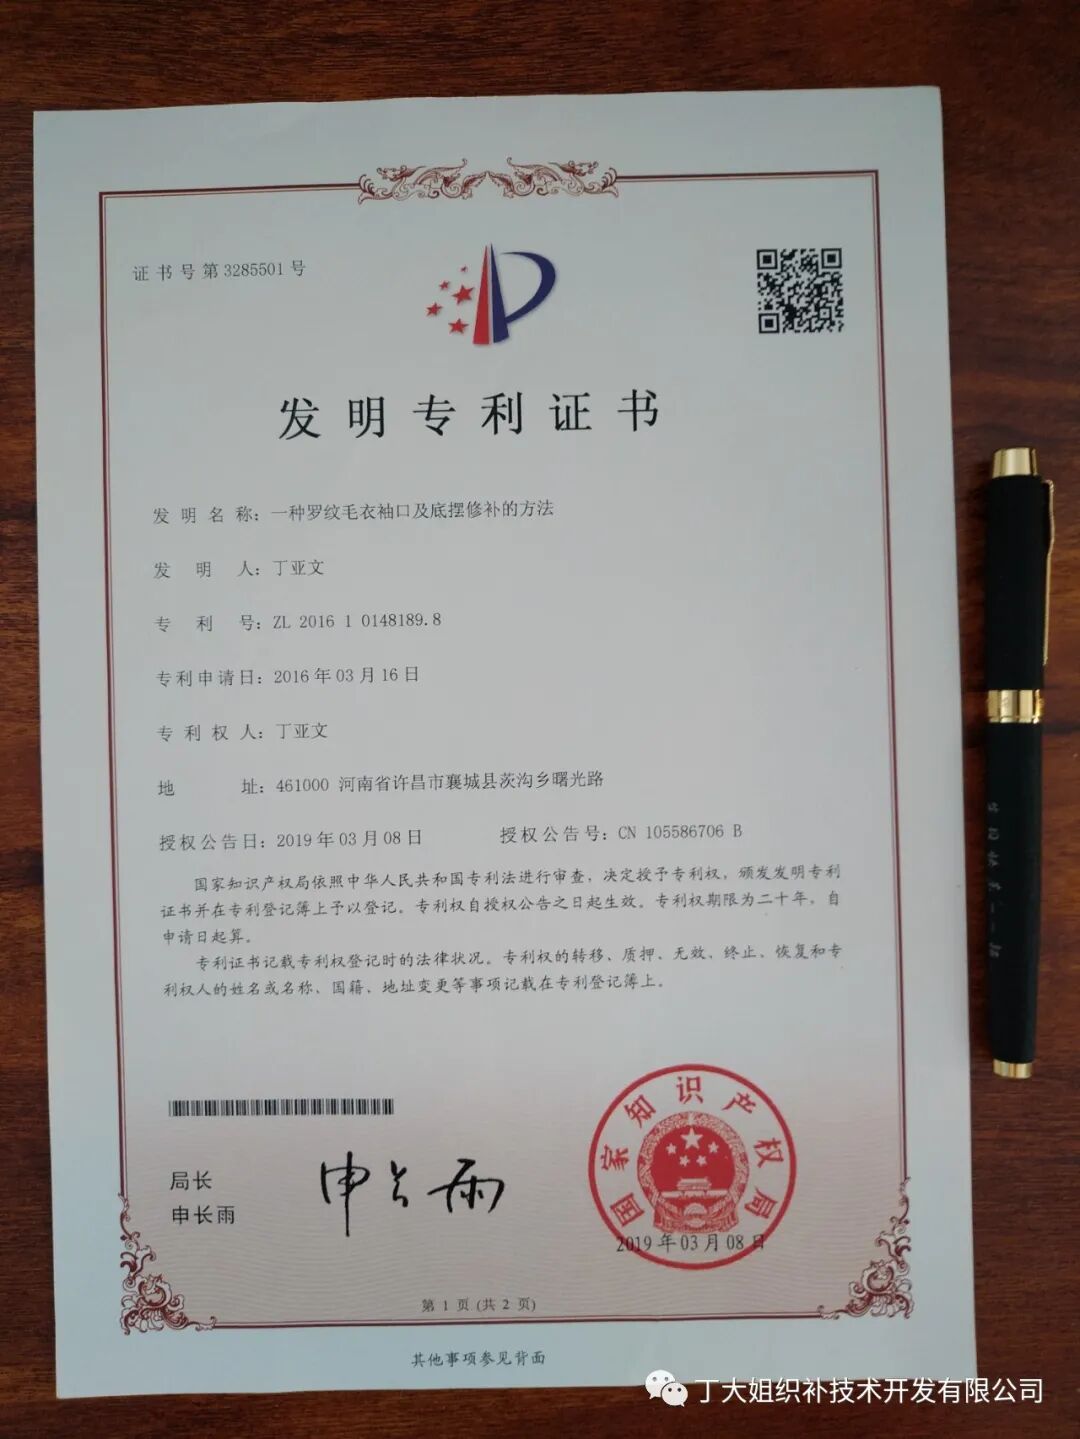 证书号第3285501号
发明专利证书
发明名称：一种罗纹毛衣袖口及底摆修补的方法
发明人：丁亚文
专利号：ZL 2016 1 0148189.8
专利申请日：2016年03月16日
专利权人：丁亚文
地址：461000 河南省许昌市襄城县茨沟乡曙光路
授权公告日：2019年03月08日 授权公告号：CN 105586706 B
国家知识产权局依照中华人民共和国专利法进行审查，决定授予专利权，颁发发明专利
证书并在专利登记簿上予以登记。专利权自授权公告之日起生效。专利权期限为二十年，自
申请日起算。
专利证书记载专利权登记时的法律状况。专利权的转移、质押、无效、终止、恢复和专
利权人的姓名或名称、国籍、地址变更等事项记载在专利登记簿上。
局长
申长雨
申长雨
国家知识产权局
2019年03月08日
第 1 页 (共 2 页)
其他事项参见背面
丁大姐织补技术开发有限公司